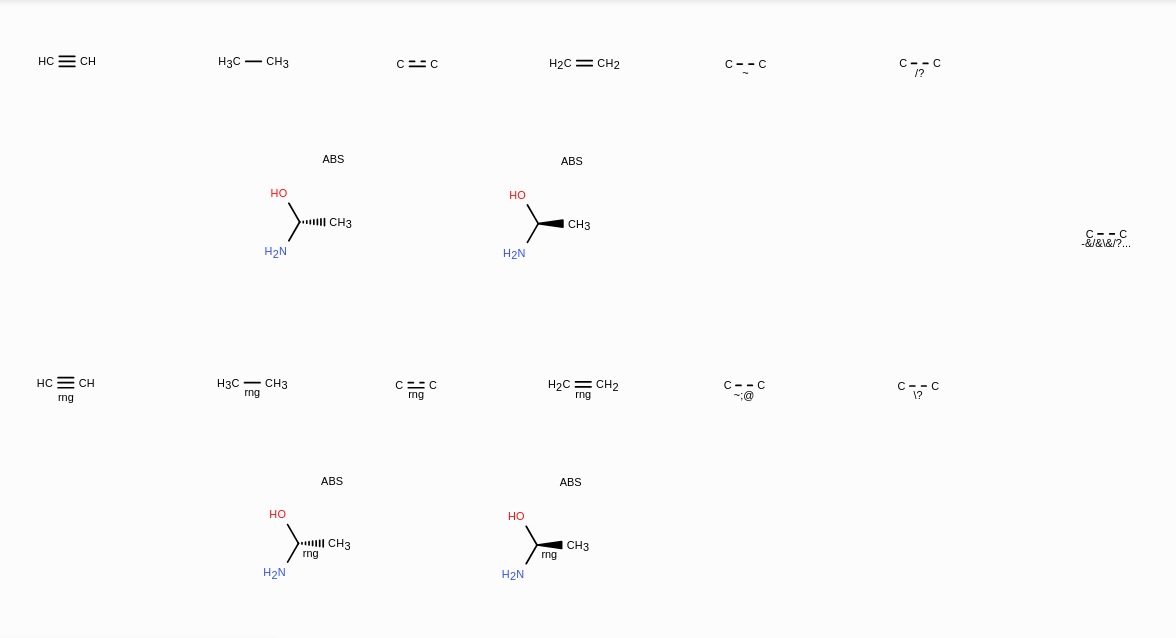 HC CH
H3C CH3
C C
H2C CH2
C C
~
C C
/?
ABS
HO
CH3
H2N
ABS
HO
CH3
H2N
C C
-&/&\&/?...
HC CH
rng
H3C CH3
rng
C C
rng
H2C CH2
rng
C C
~;@
C C
\?
ABS
HO
CH3
rng
H2N
ABS
HO
CH3
rng
H2N